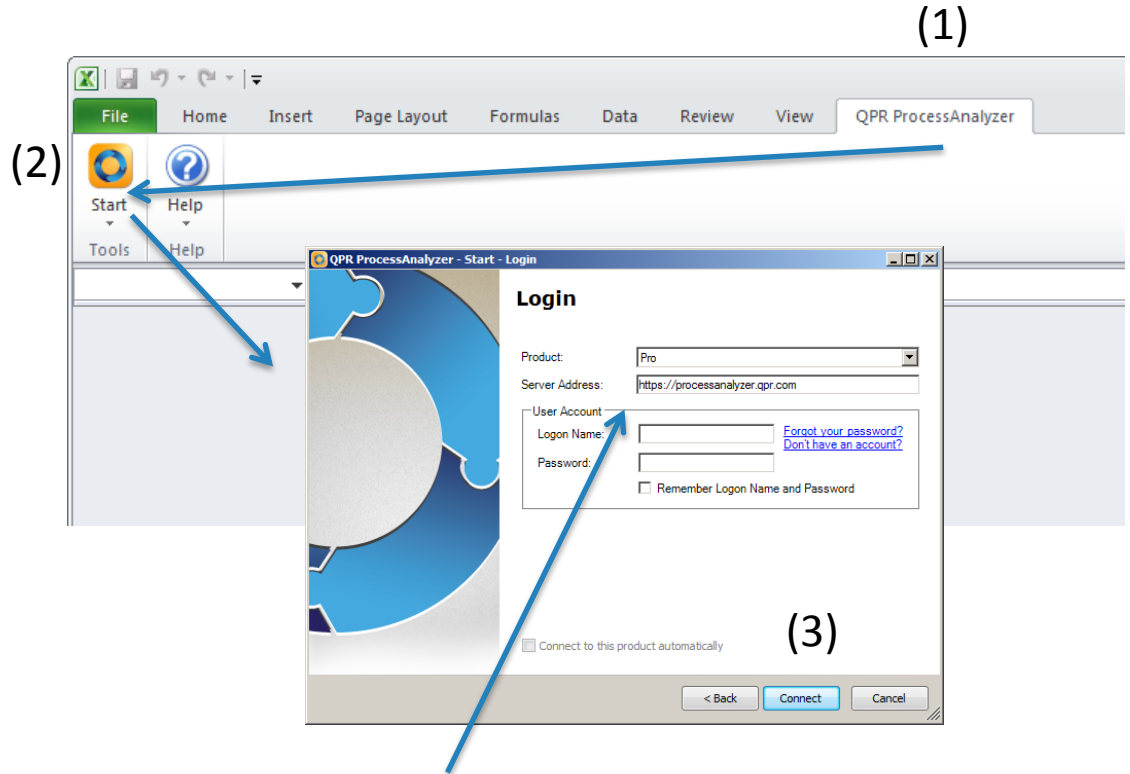 (1)
File Home Insert Page Layout Formulas Data Review View QPR ProcessAnalyzer
(2)
Start Help
Tools Help
QPR ProcessAnalyzer - Start - Login
Login
Product: Pro
Server Address: https://processanalyzer.qpr.com
User Account
Logon Name: Forgot your password?
Don't have an account?
Password:
Remember Logon Name and Password
(3)
Connect to this product automatically
< Back Connect Cancel